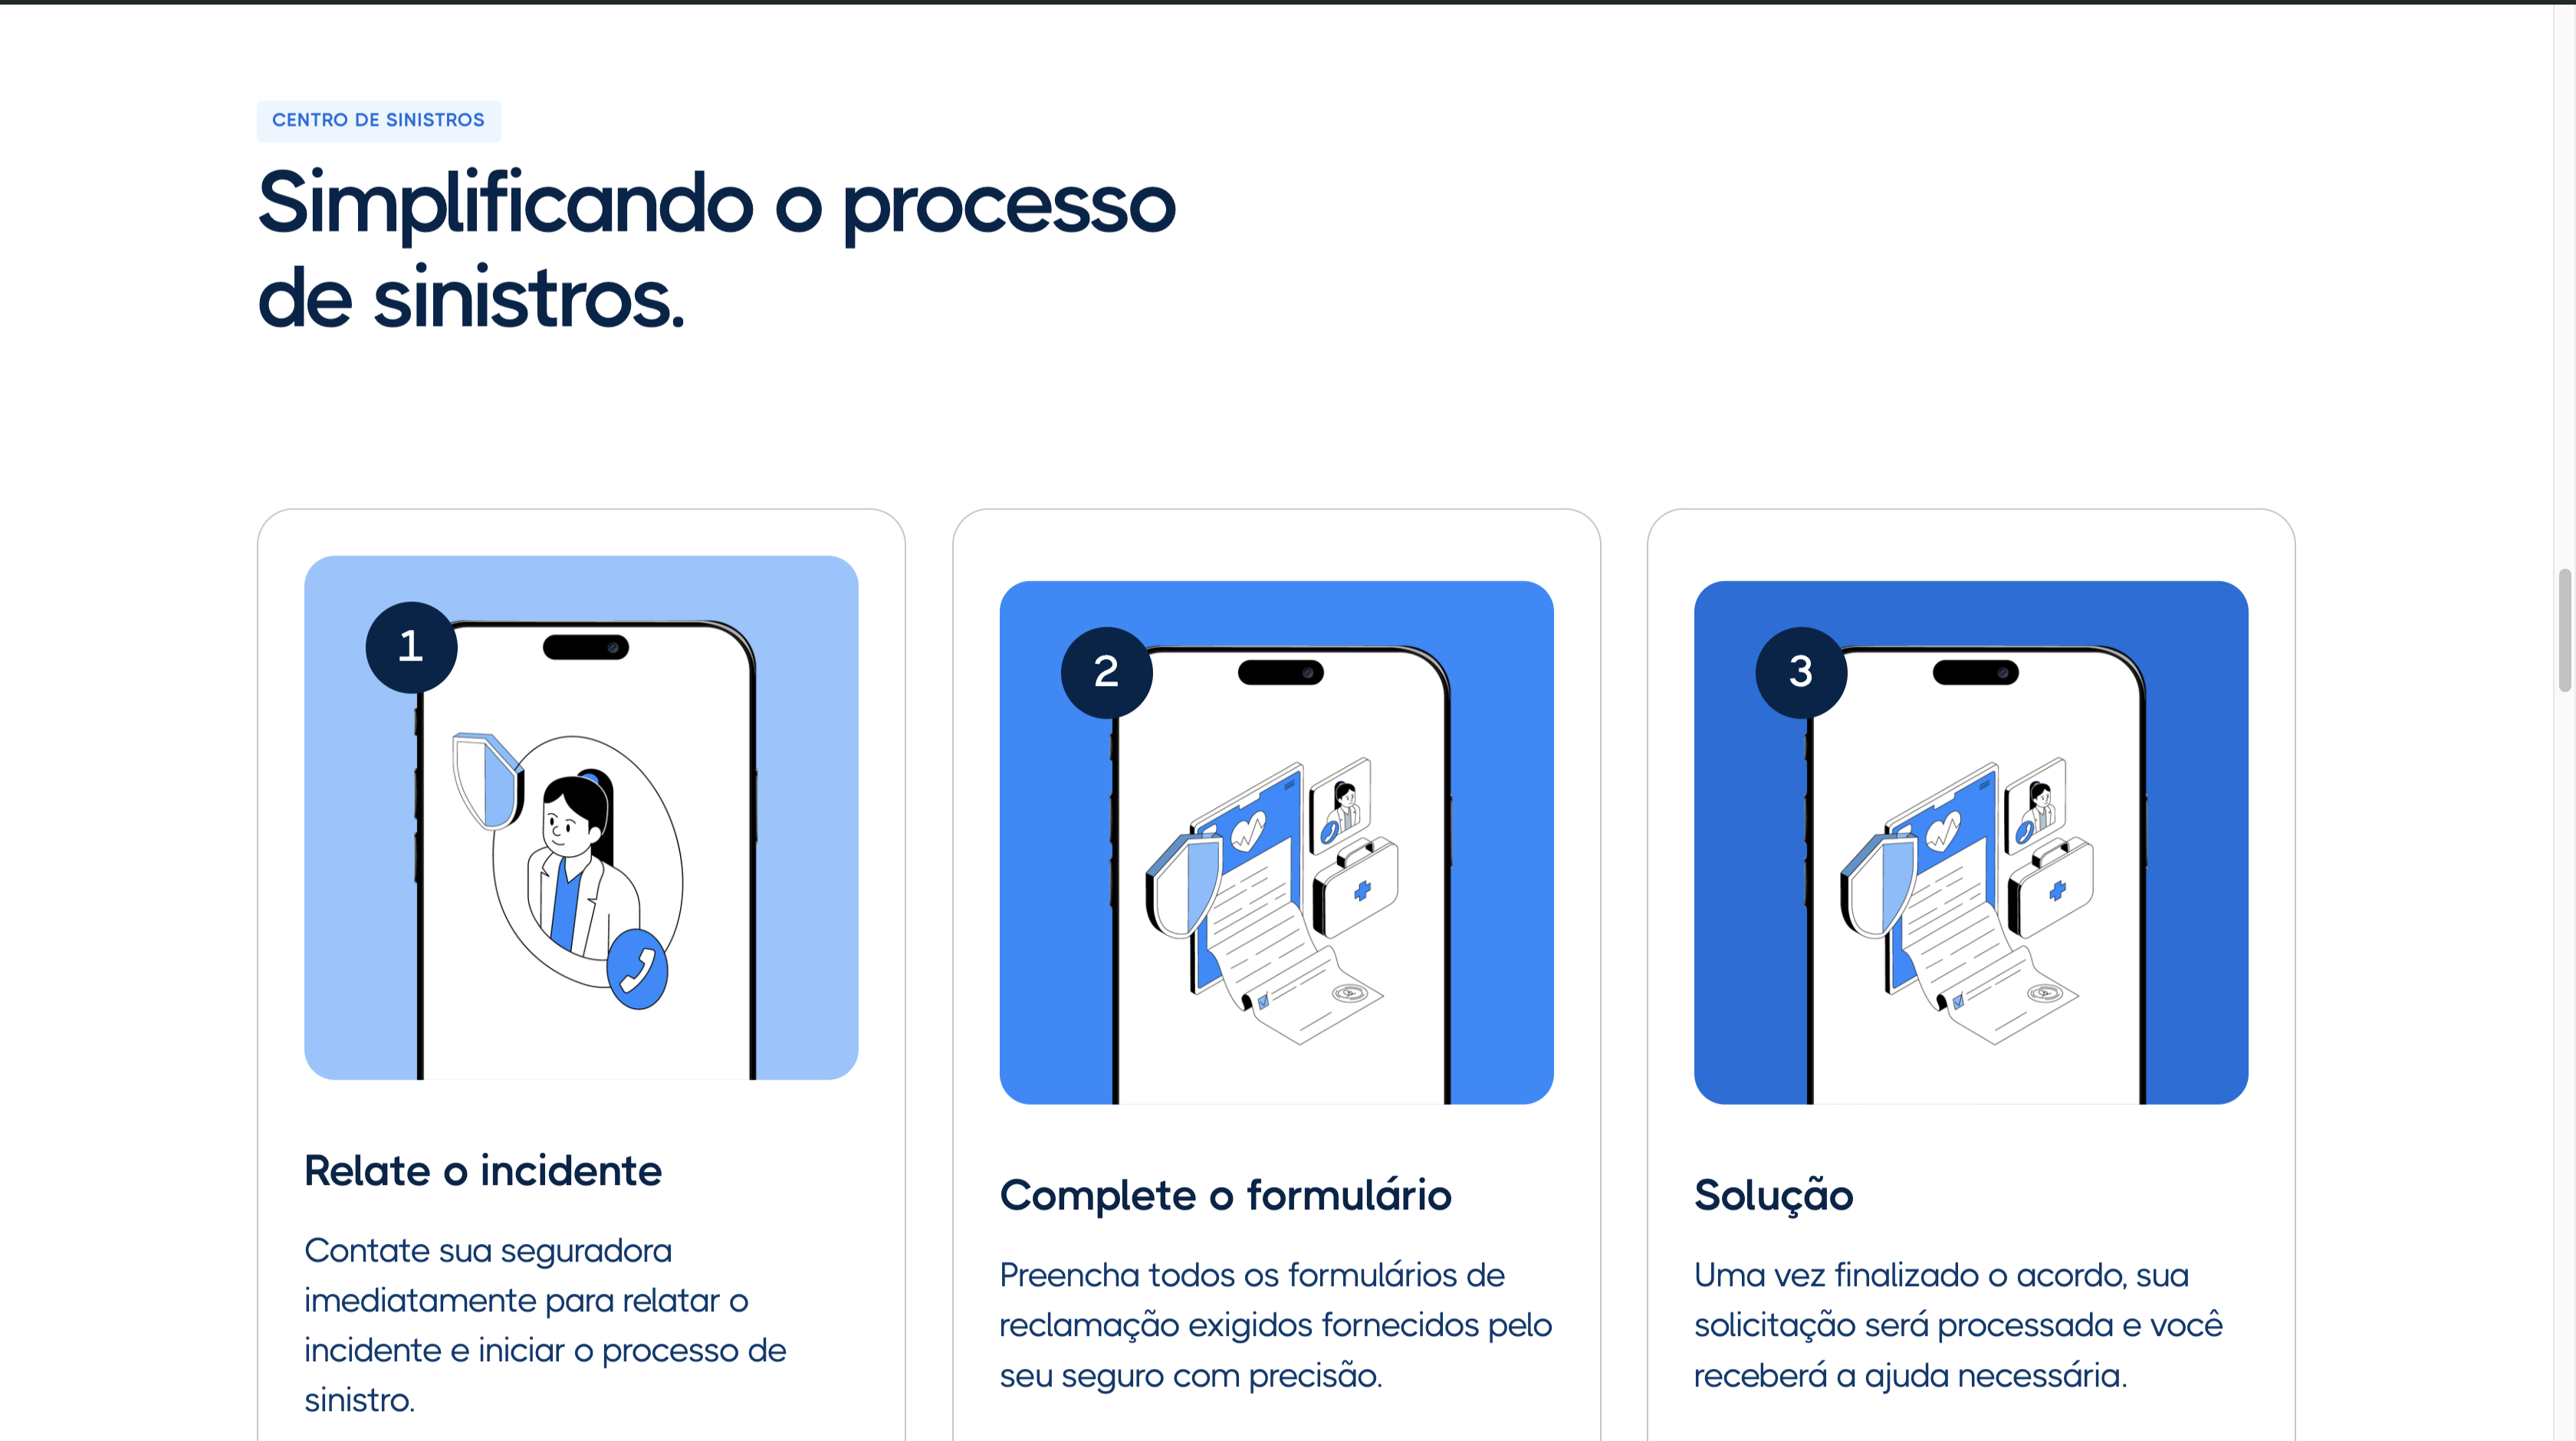 CENTRO DE SINISTROS
Simplificando o processo
de sinistros.
1
2
3
Relate o incidente
Contate sua seguradora
imediatamente para relatar o
incidente e iniciar o processo de
sinistro.
Complete o formulário
Preencha todos os formulários de
reclamação exigidos fornecidos pelo
seu seguro com precisão.
Solução
Uma vez finalizado o acordo, sua
solicitação será processada e você
receberá a ajuda necessária.